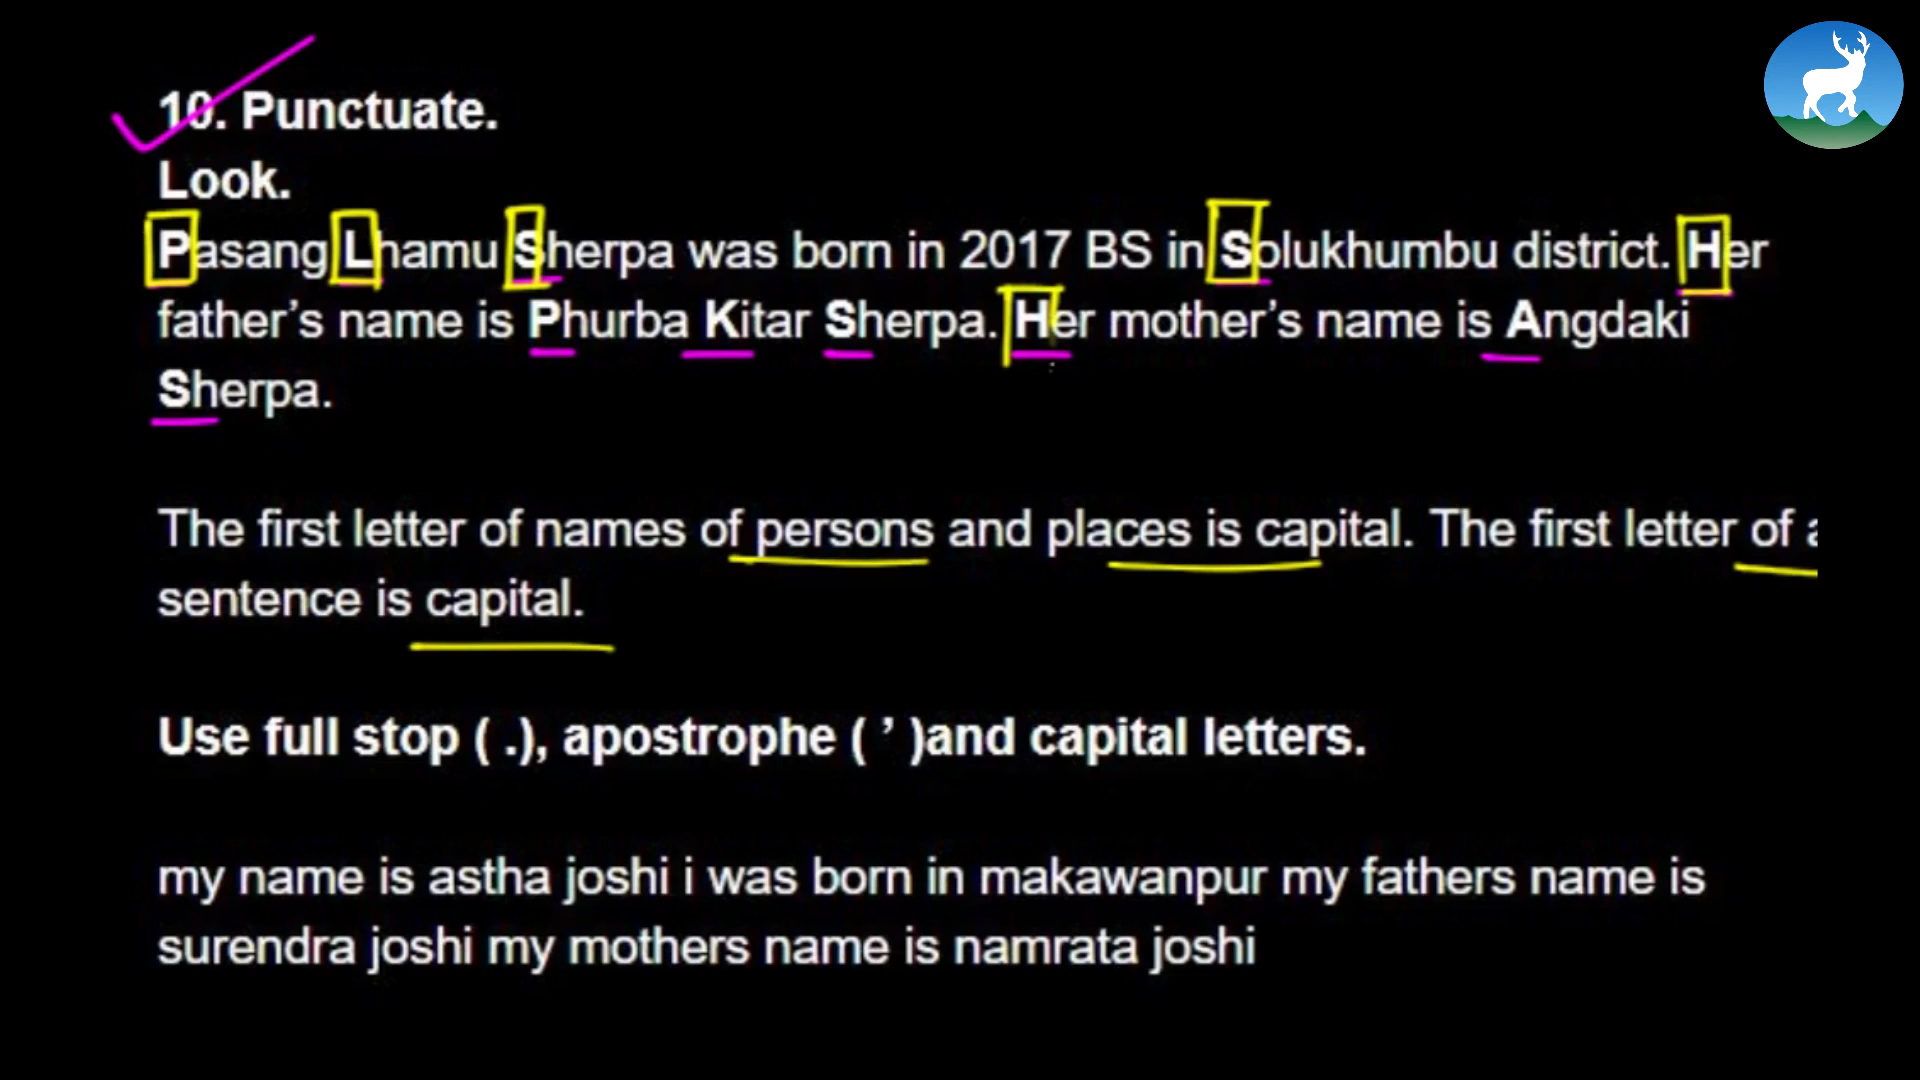 10. Punctuate.
Look.
Pasang Lhamu Sherpa was born in 2017 BS in Solukhumbu district. Her
father’s name is Phurba Kitar Sherpa. Her mother’s name is Angdaki
Sherpa.
The first letter of names of persons and places is capital. The first letter of a
sentence is capital.
Use full stop ( .), apostrophe ( ’ )and capital letters.
my name is astha joshi i was born in makawanpur my fathers name is
surendra joshi my mothers name is namrata joshi